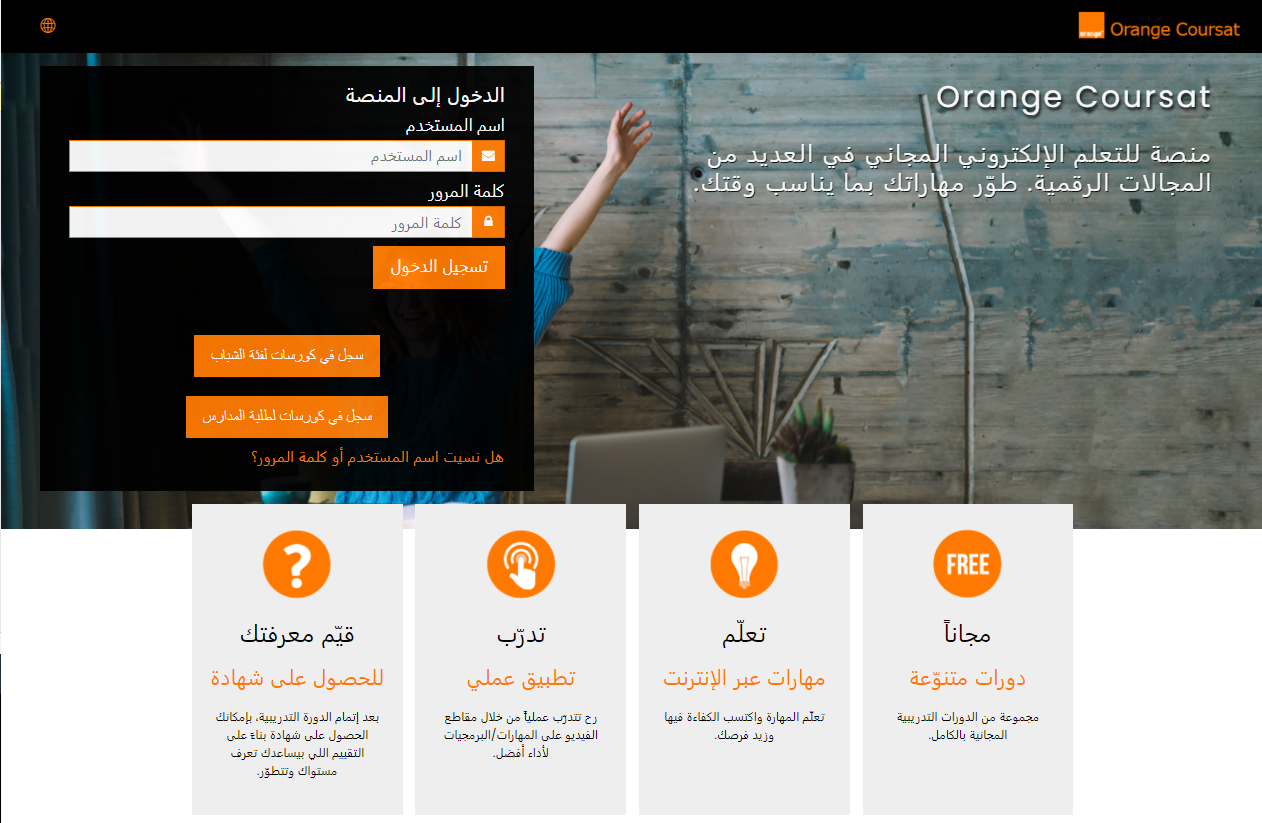 orange
Orange Coursat
Orange Coursat
منصة للتعلم الإلكتروني المجاني في العديد من
المجالات الرقمية. طوّر مهاراتك بما يناسب وقتك.
الدخول إلى المنصة
اسم المستخدم
اسم المستخدم
كلمة المرور
كلمة المرور
تسجيل الدخول
سجل في كورسات لفئة الشباب
سجل في كورسات لطلبة المدارس
هل نسيت اسم المستخدم أو كلمة المرور؟
FREE
مجاناً
دورات متنوّعة
مجموعة من الدورات التدريبية
المجانية بالكامل.
تعلّم
مهارات عبر الإنترنت
تعلّم المهارة واكتسب الكفاءة فيها
وزيد فرصك.
تدرّب
تطبيق عملي
رح تتدرّب عملياً من خلال مقاطع
الفيديو على المهارات/البرمجيات
لأداء أفضل.
?
قيّم معرفتك
للحصول على شهادة
بعد إتمام الدورة التدريبية، بإمكانك
الحصول على شهادة بناءً على
التقييم اللي بيساعدك تعرف
مستواك وتتطوّر.